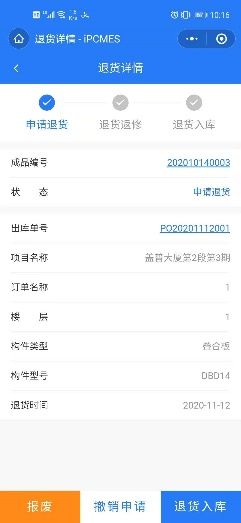 10:16
退货详情 - iPCMES
退货详情
申请退货 退货返修 退货入库
成品编号 202010140003
状 态 申请退货
出库单号 PO20201112001
项目名称 盖普大厦第2段第3期
订单名称 1
楼 层 1
构件类型 叠合板
构件型号 DBD14
退货时间 2020-11-12
报废 撤销申请 退货入库